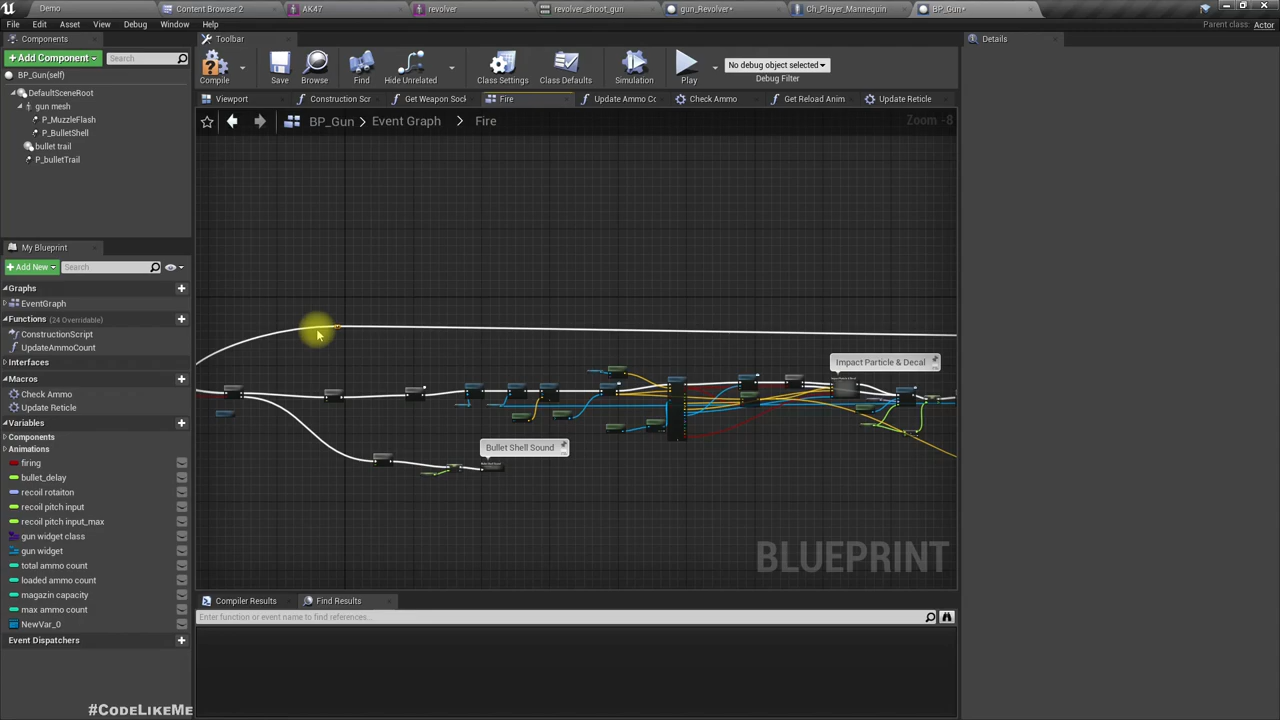 Demo
Content Browser 2
AK47
revolver
revolver_shoot_gun
gun_Revolver*
Ch_Player_Mannequin
BP_Gun*
File Edit Asset View Debug Window Help
Parent class: Actor
Components
+Add Component
Search
BP_Gun(self)
DefaultSceneRoot
gun mesh
P_MuzzleFlash
P_BulletShell
bullet trail
P_bulletTrail
My Blueprint
+Add New
Search
Graphs
EventGraph
Functions (24 Overridable)
ConstructionScript
UpdateAmmoCount
Interfaces
Macros
Check Ammo
Update Reticle
Variables
Components
Animations
firing
bullet_delay
recoil rotaiton
recoil pitch input
recoil pitch input_max
gun widget class
gun widget
total ammo count
loaded ammo count
magazin capacity
max ammo count
NewVar_0
Event Dispatchers
#CodeLikeMe
Toolbar
Compile
Save
Browse
Find
Hide Unrelated
Class Settings
Class Defaults
Simulation
Play
No debug object selected
Debug Filter
Viewport
Construction Scr
Get Weapon Sock
Fire
Update Ammo Co
Check Ammo
Get Reload Anim
Update Reticle
BP_Gun > Event Graph > Fire
Zoom -8
Impact Particle & Decal
Bullet Shell Sound
BLUEPRINT
Compiler Results
Find Results
Enter function or event name to find references...
Details